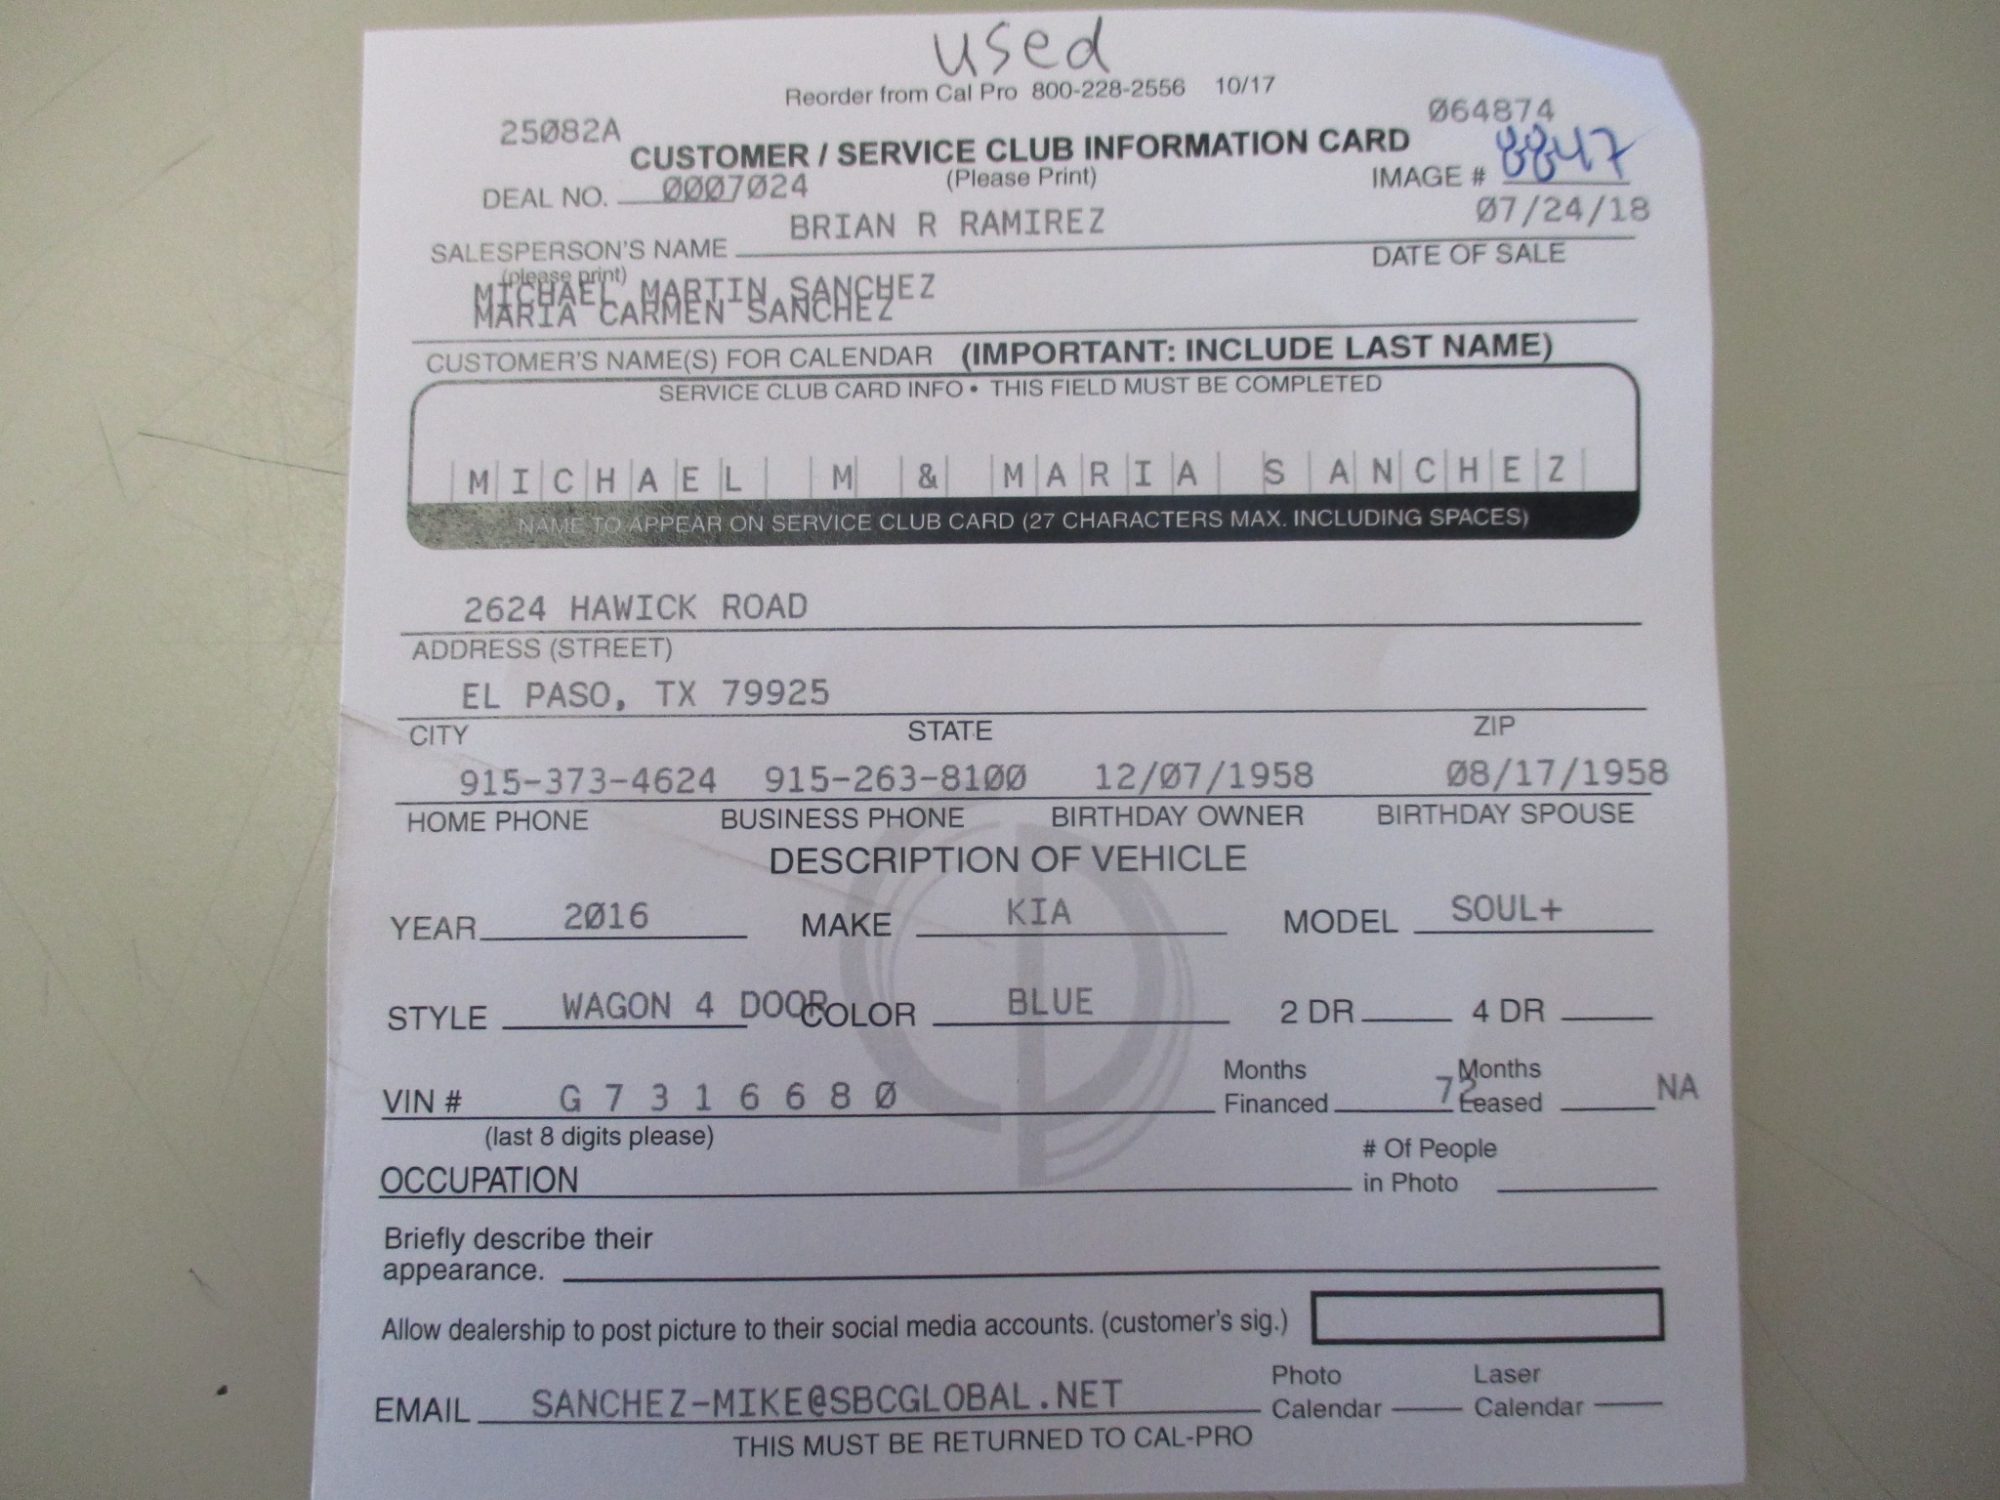 used
Reorder from Cal Pro 800-228-2556 10/17
25082A 064874
CUSTOMER / SERVICE CLUB INFORMATION CARD
DEAL NO. 0007024 (Please Print) IMAGE # 8847
SALESPERSON'S NAME BRIAN R RAMIREZ 07/24/18
(please print) DATE OF SALE
MICHAEL MARTIN SANCHEZ
MARIA CARMEN SANCHEZ
CUSTOMER'S NAME(S) FOR CALENDAR (IMPORTANT: INCLUDE LAST NAME)
SERVICE CLUB CARD INFO • THIS FIELD MUST BE COMPLETED
MICHAEL M & MARIA SANCHEZ
NAME TO APPEAR ON SERVICE CLUB CARD (27 CHARACTERS MAX. INCLUDING SPACES)
2624 HAWICK ROAD
ADDRESS (STREET)
EL PASO, TX 79925
CITY STATE ZIP
915-373-4624 915-263-8100 12/07/1958 08/17/1958
HOME PHONE BUSINESS PHONE BIRTHDAY OWNER BIRTHDAY SPOUSE
DESCRIPTION OF VEHICLE
YEAR 2016 MAKE KIA MODEL SOUL+
STYLE WAGON 4 DOOR COLOR BLUE 2 DR 4 DR
VIN # G 7 3 1 6 6 8 0 Months Financed 72 Months Leased NA
(last 8 digits please)
OCCUPATION # Of People in Photo
Briefly describe their
appearance.
Allow dealership to post picture to their social media accounts. (customer's sig.)
EMAIL SANCHEZ-MIKE@SBCGLOBAL.NET Photo Calendar Laser Calendar
THIS MUST BE RETURNED TO CAL-PRO